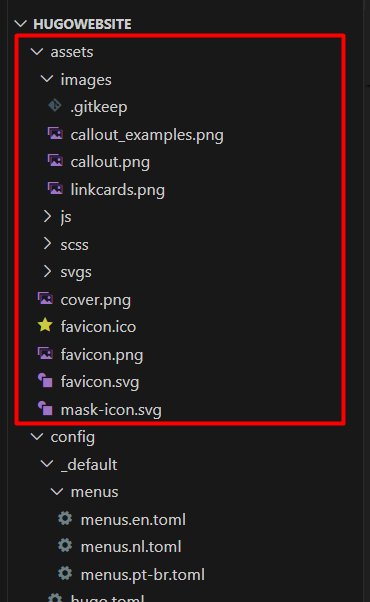 HUGOWEBSITE
assets
images
.gitkeep
callout_examples.png
callout.png
linkcards.png
js
scss
svgs
cover.png
favicon.ico
favicon.png
favicon.svg
mask-icon.svg
config
_default
menus
menus.en.toml
menus.nl.toml
menus.pt-br.toml
hugo.toml